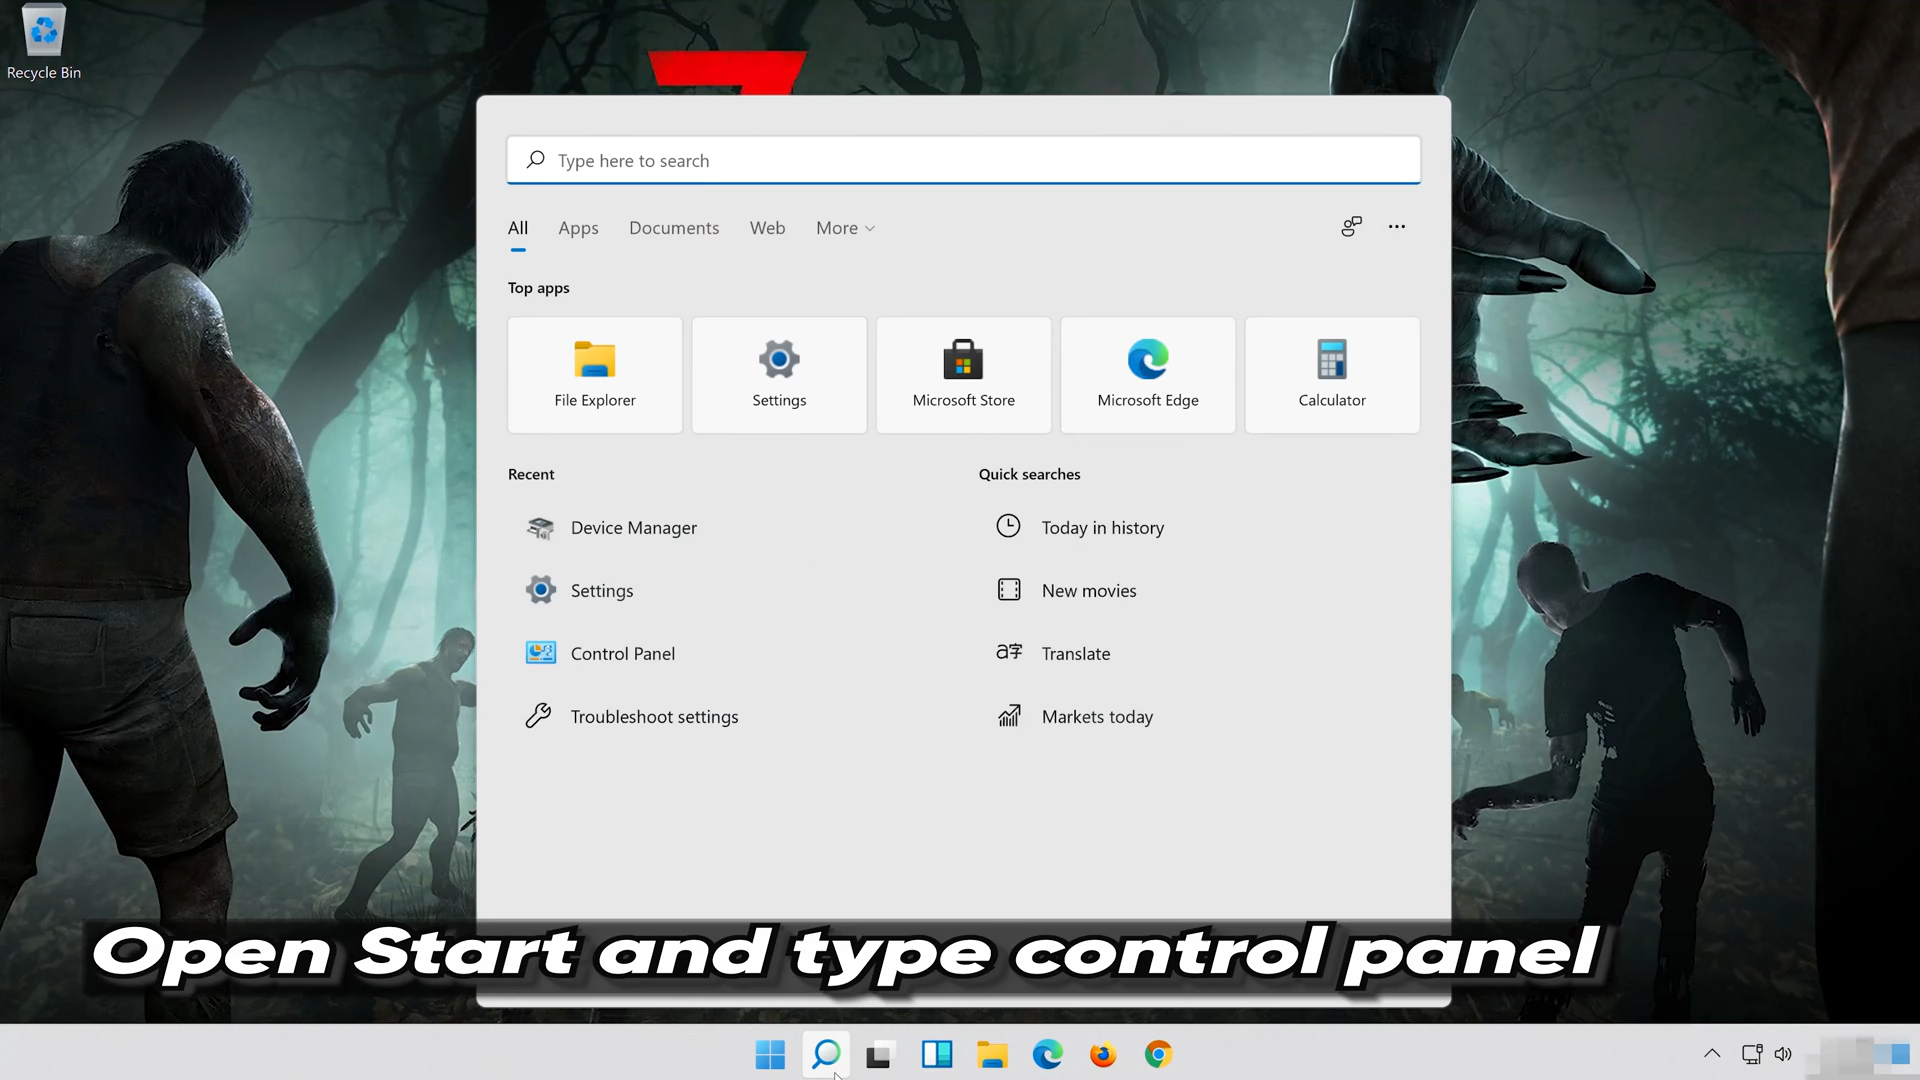 Recycle Bin
Type here to search
All Apps Documents Web More
Top apps
File Explorer Settings Microsoft Store Microsoft Edge Calculator
Recent
Device Manager
Settings
Control Panel
Troubleshoot settings
Quick searches
Today in history
New movies
Translate
Markets today
Open Start and type control panel